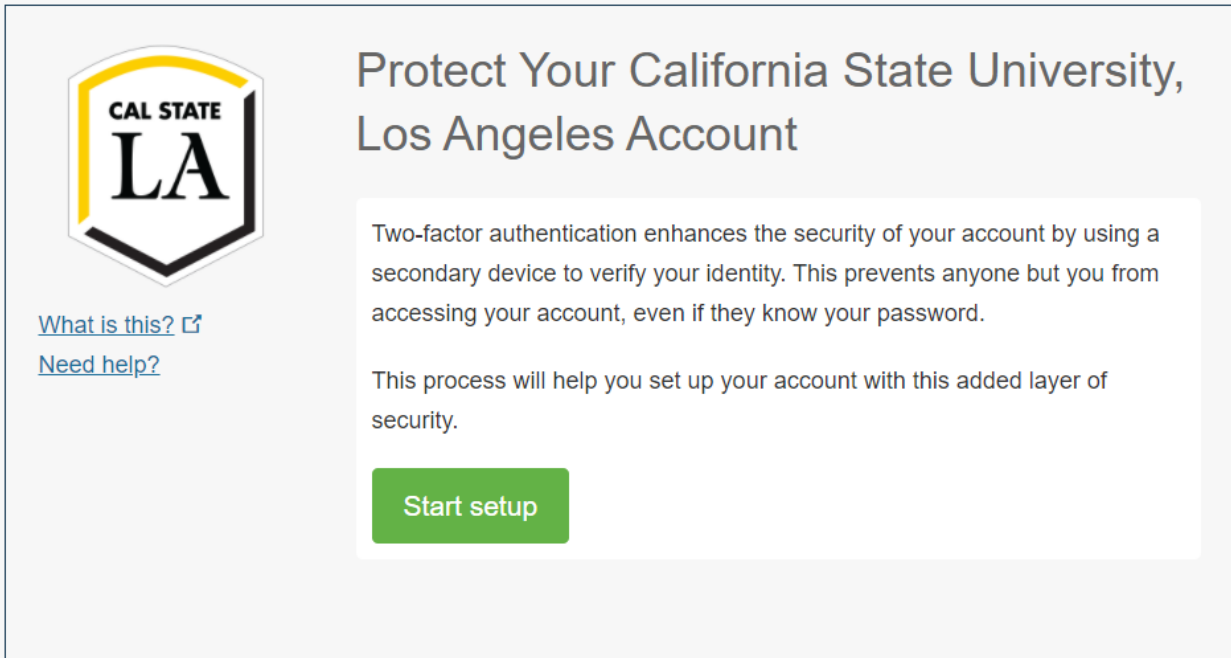 CAL STATE
LA
What is this?
Need help?
Protect Your California State University,
Los Angeles Account
Two-factor authentication enhances the security of your account by using a
secondary device to verify your identity. This prevents anyone but you from
accessing your account, even if they know your password.
This process will help you set up your account with this added layer of
security.
Start setup